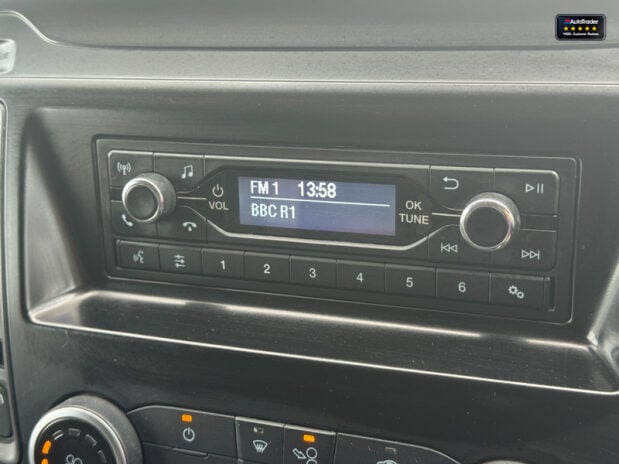 AutoTrader
FM 1 13:58
BBC R1
VOL
OK
TUNE
1 2 3 4 5 6